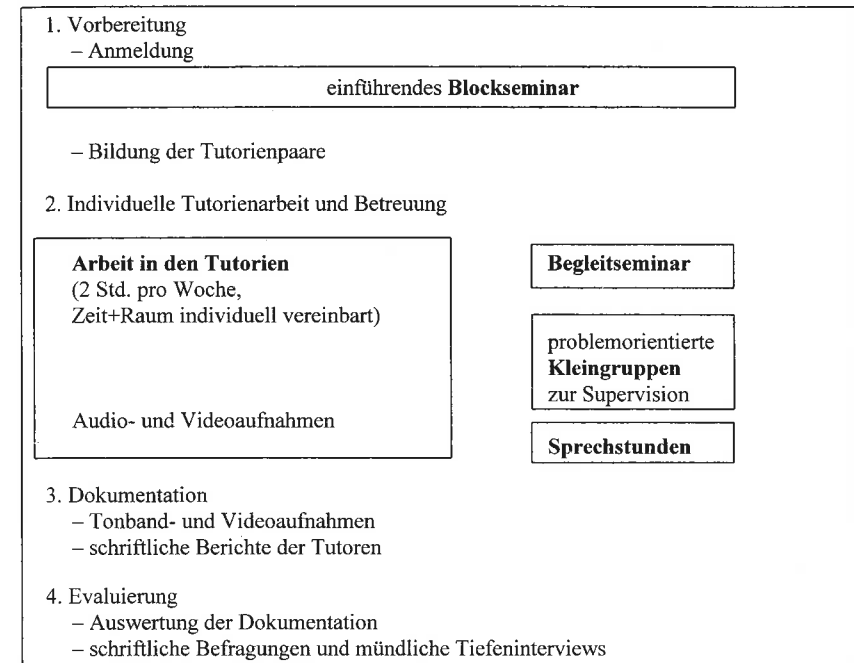 1. Vorbereitung
– Anmeldung
einführendes Blockseminar
– Bildung der Tutorienpaare
2. Individuelle Tutorienarbeit und Betreuung
Arbeit in den Tutorien
(2 Std. pro Woche,
Zeit+Raum individuell vereinbart)
Audio- und Videoaufnahmen
Begleitseminar
problemorientierte
Kleingruppen
zur Supervision
Sprechstunden
3. Dokumentation
– Tonband- und Videoaufnahmen
– schriftliche Berichte der Tutoren
4. Evaluierung
– Auswertung der Dokumentation
– schriftliche Befragungen und mündliche Tiefeninterviews